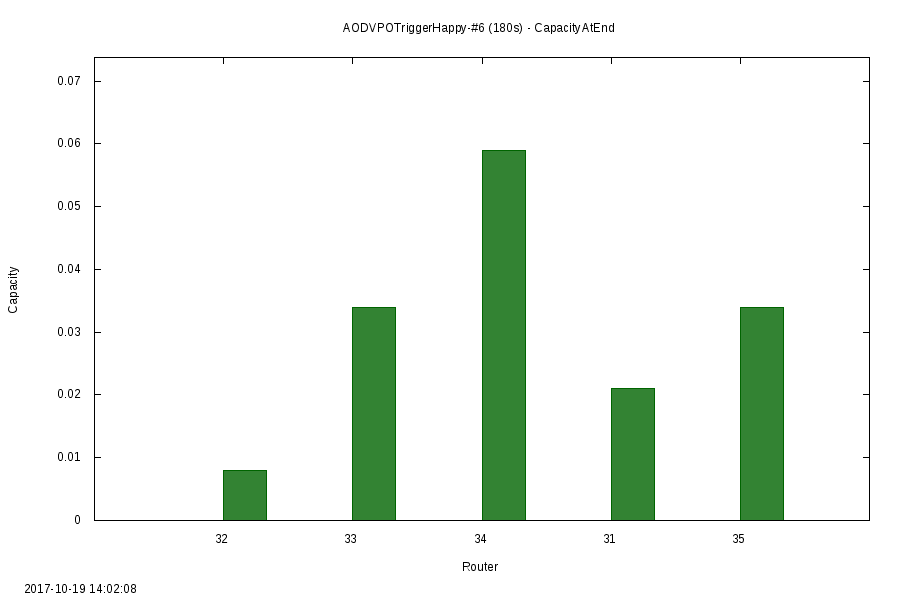 AODVPOTriggerHappy-#6 (180s) - CapacityAtEnd
0.07
0.06
0.05
0.04
0.03
0.02
0.01
0
Capacity
32 33 34 31 35
Router
2017-10-19 14:02:08